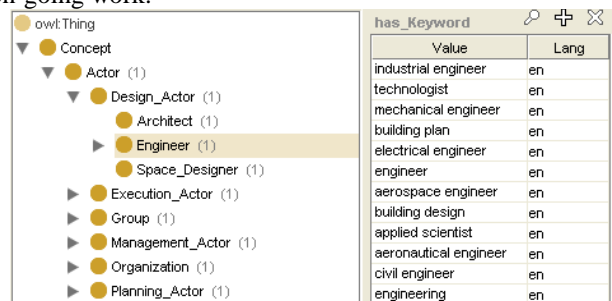 on-going work.
owl:Thing
Concept
Actor (1)
Design_Actor (1)
Architect (1)
Engineer (1)
Space_Designer (1)
Execution_Actor (1)
Group (1)
Management_Actor (1)
Organization (1)
Planning_Actor (1)
has_Keyword
Value Lang
industrial engineer en
technologist en
mechanical engineer en
building plan en
electrical engineer en
engineer en
aerospace engineer en
building design en
applied scientist en
aeronautical engineer en
civil engineer en
engineering en